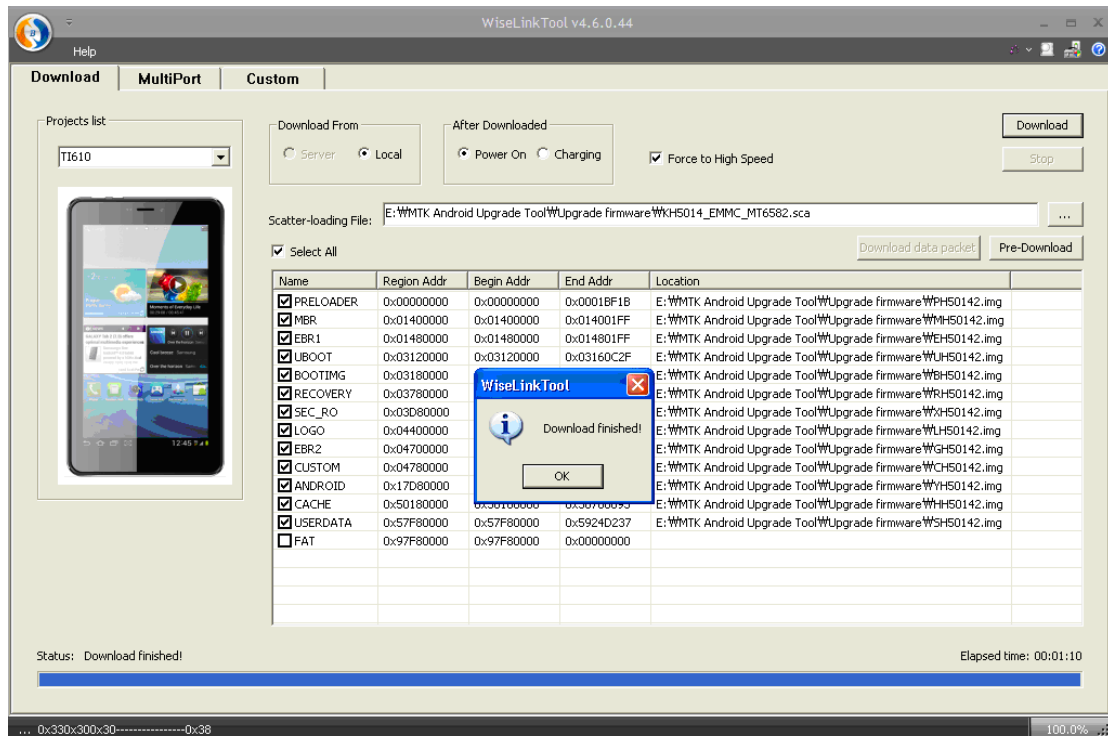 WiseLinkTool v4.6.0.44
Help
Download MultiPort Custom
Projects list
TI610
Download From
Server Local
After Downloaded
Power On Charging
Force to High Speed
Download
Stop
Scatter-loading File: E:₩MTK Android Upgrade Tool₩Upgrade firmware₩KH5014_EMMC_MT6582.sca ...
Select All
Download data packet Pre-Download
Name Region Addr Begin Addr End Addr Location
PRELOADER 0x00000000 0x00000000 0x0001BF1B E:₩MTK Android Upgrade Tool₩Upgrade firmware₩PH50142.img
MBR 0x01400000 0x01400000 0x014001FF E:₩MTK Android Upgrade Tool₩Upgrade firmware₩MH50142.img
EBR1 0x01480000 0x01480000 0x014801FF E:₩MTK Android Upgrade Tool₩Upgrade firmware₩EH50142.img
UBOOT 0x03120000 0x03120000 0x03160C2F E:₩MTK Android Upgrade Tool₩Upgrade firmware₩UH50142.img
BOOTIMG 0x03180000 E:₩MTK Android Upgrade Tool₩Upgrade firmware₩BH50142.img
RECOVERY 0x03780000 E:₩MTK Android Upgrade Tool₩Upgrade firmware₩RH50142.img
SEC_RO 0x03D80000 E:₩MTK Android Upgrade Tool₩Upgrade firmware₩XH50142.img
LOGO 0x04400000 E:₩MTK Android Upgrade Tool₩Upgrade firmware₩LH50142.img
EBR2 0x04700000 E:₩MTK Android Upgrade Tool₩Upgrade firmware₩GH50142.img
CUSTOM 0x04780000 E:₩MTK Android Upgrade Tool₩Upgrade firmware₩CH50142.img
ANDROID 0x17D80000 E:₩MTK Android Upgrade Tool₩Upgrade firmware₩YH50142.img
CACHE 0x50180000 E:₩MTK Android Upgrade Tool₩Upgrade firmware₩HH50142.img
USERDATA 0x57F80000 0x57F80000 0x5924D237 E:₩MTK Android Upgrade Tool₩Upgrade firmware₩SH50142.img
FAT 0x97F80000 0x97F80000 0x00000000
WiseLinkTool
Download finished!
OK
12:45
Status: Download finished! Elapsed time: 00:01:10
... 0x330x300x30----------------0x38 100.0%